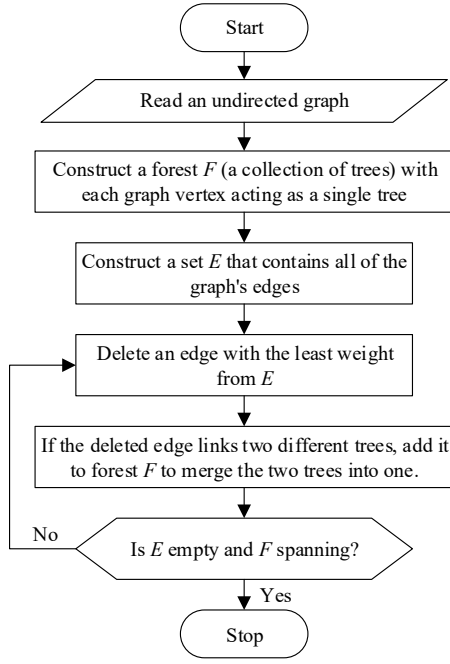 Start
Read an undirected graph
Construct a forest F (a collection of trees) with
each graph vertex acting as a single tree
Construct a set E that contains all of the
graph's edges
Delete an edge with the least weight
from E
If the deleted edge links two different trees, add it
to forest F to merge the two trees into one.
No
Is E empty and F spanning?
Yes
Stop